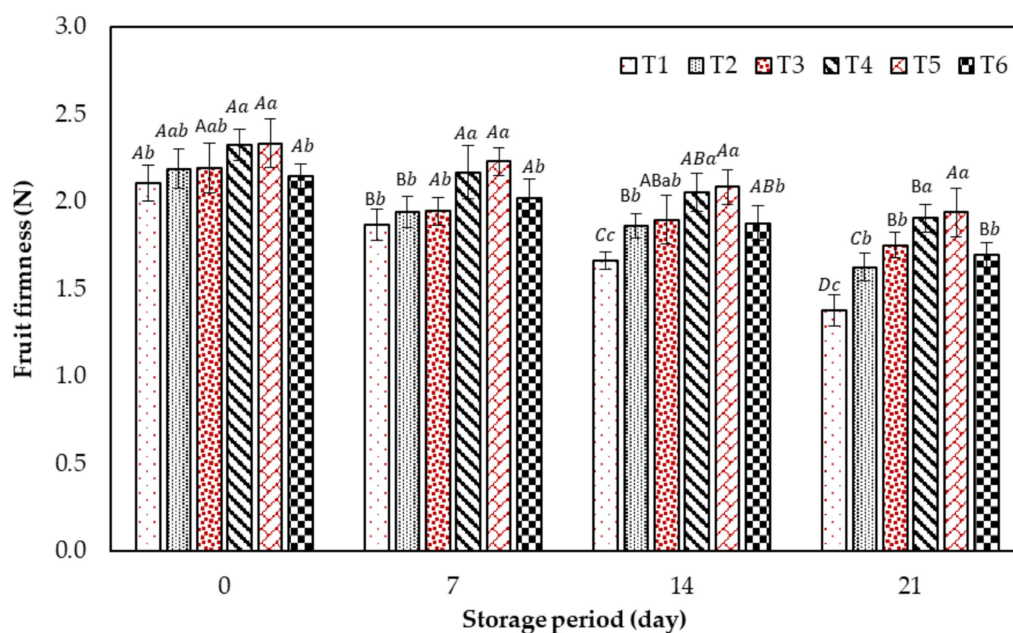 3.0
T1 T2 T3 T4 T5 T6
2.5
Ab Aab Aab Aa Aa Ab
Bb Bb Ab Aa Aa Ab
Cc Bb ABab ABa Aa ABb
Dc Cb Bb Ba Aa Bb
2.0
1.5
1.0
0.5
0.0
Fruit firmness (N)
0 7 14 21
Storage period (day)